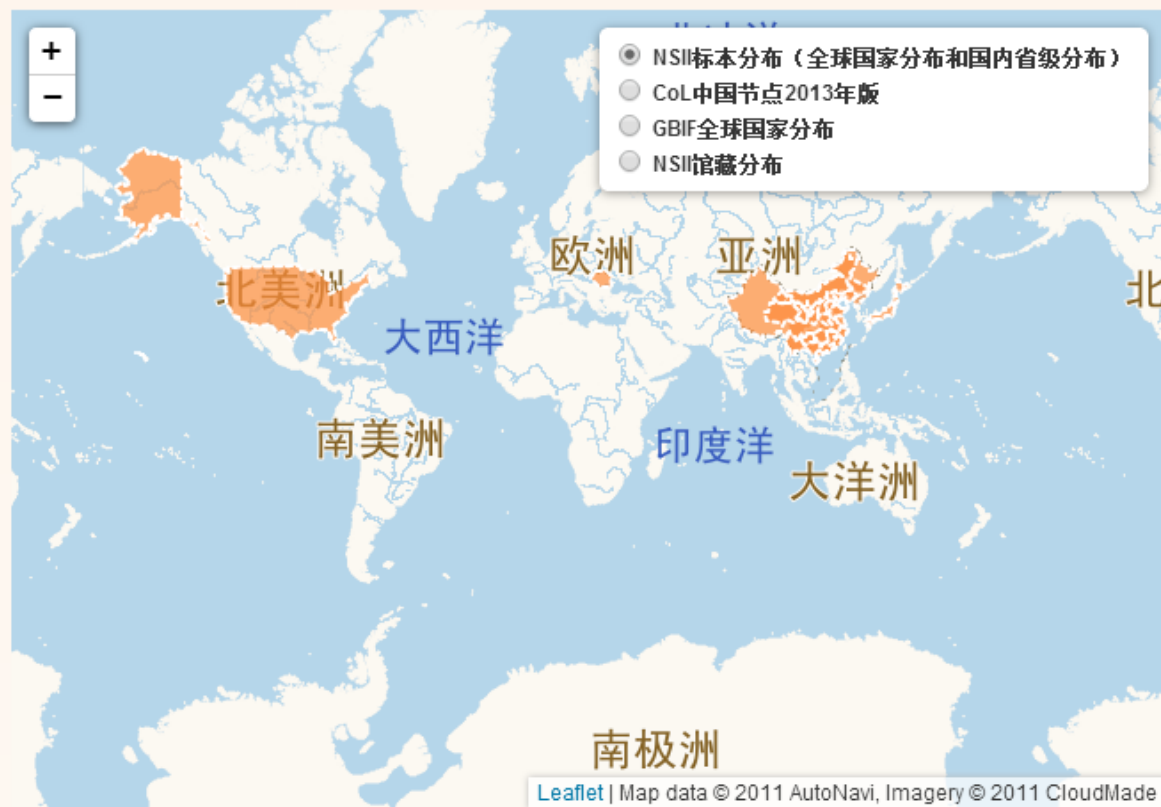 +
−
NSII标本分布（全球国家分布和国内省级分布）
CoL中国节点2013年版
GBIF全球国家分布
NSII馆藏分布
欧洲
亚洲
北美洲
北
大西洋
南美洲
印度洋
大洋洲
南极洲
Leaflet | Map data © 2011 AutoNavi, Imagery © 2011 CloudMade